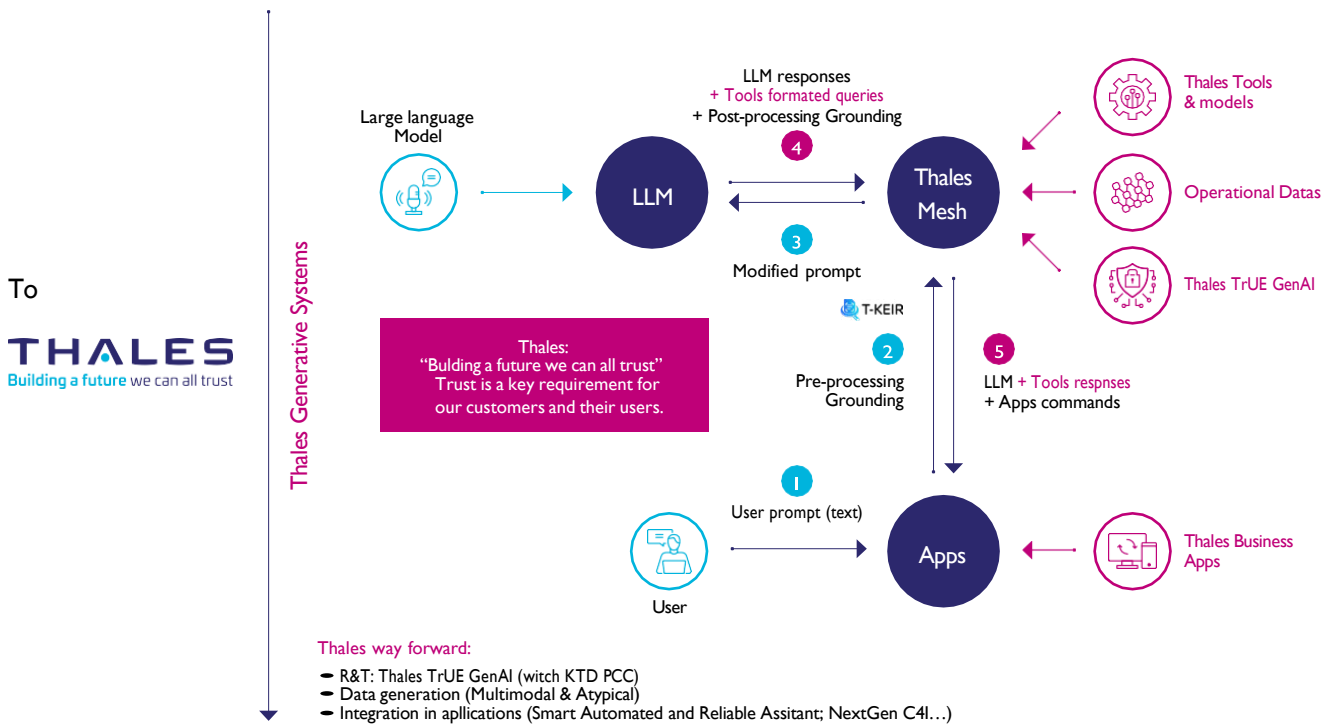 To
THALES
Building a future we can all trust
Thales Generative Systems
Large language
Model
LLM
LLM responses
+ Tools formated queries
+ Post-processing Grounding
4
3
Modified prompt
Thales
Mesh
Thales Tools
& models
Operational Datas
Thales TrUE GenAI
T-KEIR
2
Pre-processing
Grounding
5
LLM + Tools respnses
+ Apps commands
Thales:
“Bulding a future we can all trust”
Trust is a key requirement for
our customers and their users.
1
User prompt (text)
User
Apps
Thales Business
Apps
Thales way forward:
R&T: Thales TrUE GenAI (witch KTD PCC)
Data generation (Multimodal & Atypical)
Integration in apllications (Smart Automated and Reliable Assitant; NextGen C4I…)